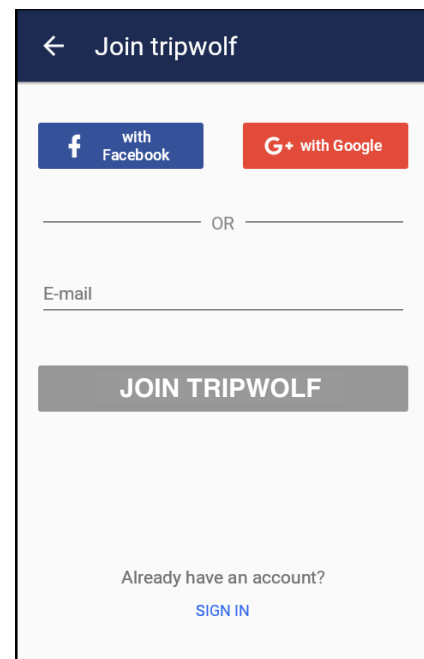 Join tripwolf
with
Facebook
G+ with Google
OR
E-mail
JOIN TRIPWOLF
Already have an account?
SIGN IN